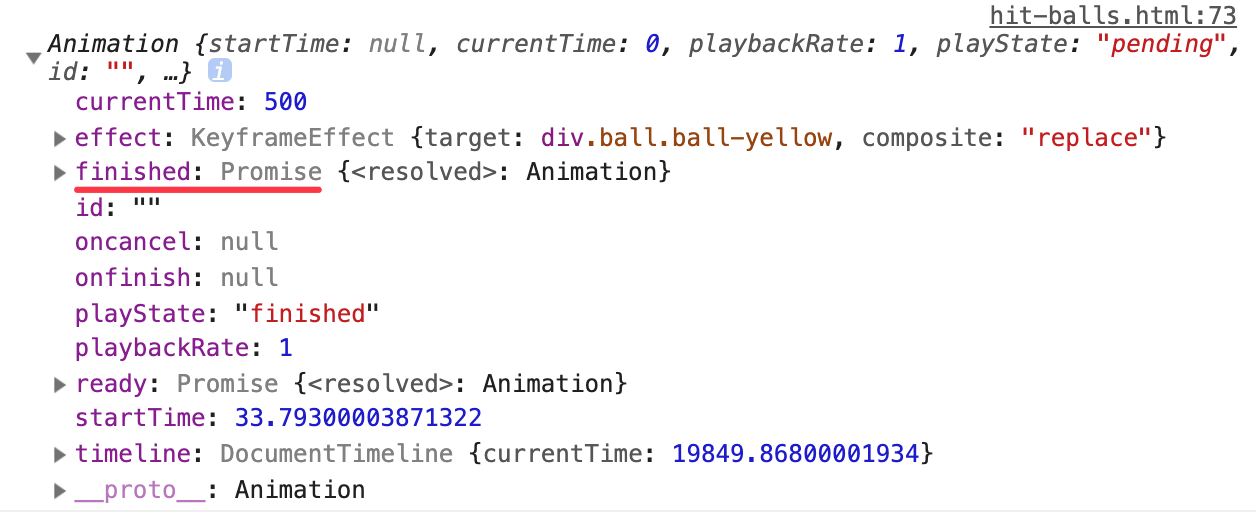 hit-balls.html:73
Animation {startTime: null, currentTime: 0, playbackRate: 1, playState: "pending",
id: "", …} i
currentTime: 500
effect: KeyframeEffect {target: div.ball.ball-yellow, composite: "replace"}
finished: Promise {<resolved>: Animation}
id: ""
oncancel: null
onfinish: null
playState: "finished"
playbackRate: 1
ready: Promise {<resolved>: Animation}
startTime: 33.79300003871322
timeline: DocumentTimeline {currentTime: 19849.86800001934}
__proto__: Animation